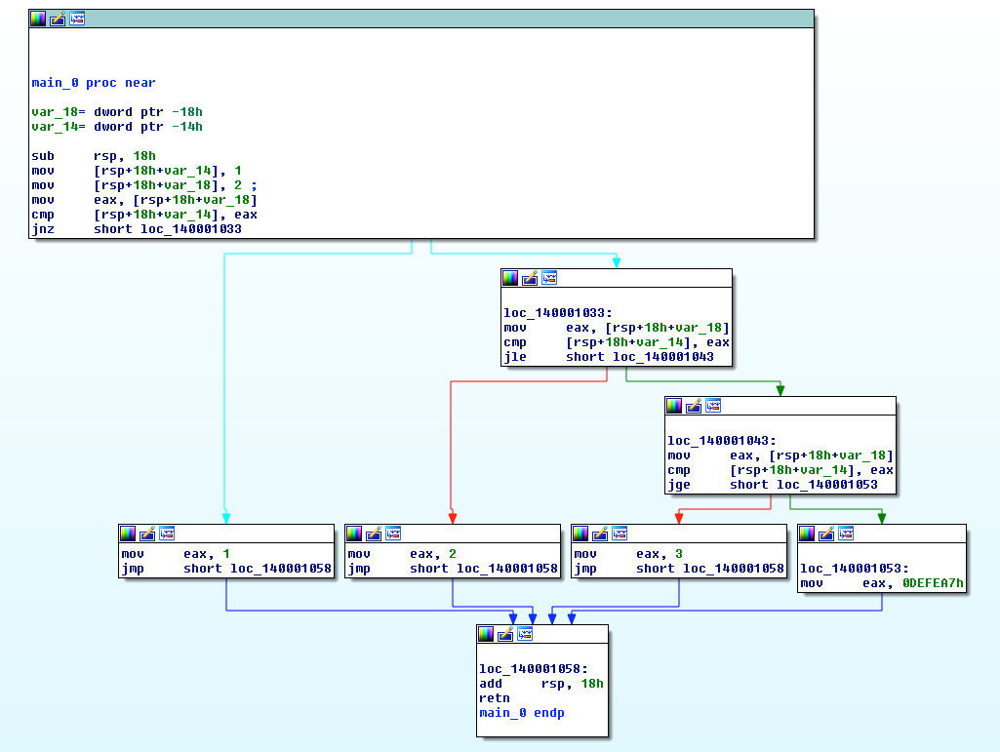 main_0 proc near
var_18= dword ptr -18h
var_14= dword ptr -14h
sub rsp, 18h
mov [rsp+18h+var_14], 1
mov [rsp+18h+var_18], 2 ;
mov eax, [rsp+18h+var_18]
cmp [rsp+18h+var_14], eax
jnz short loc_140001033
loc_140001033:
mov eax, [rsp+18h+var_18]
cmp [rsp+18h+var_14], eax
jle short loc_140001043
loc_140001043:
mov eax, [rsp+18h+var_18]
cmp [rsp+18h+var_14], eax
jge short loc_140001053
mov eax, 1
jmp short loc_140001058
mov eax, 2
jmp short loc_140001058
mov eax, 3
jmp short loc_140001058
loc_140001053:
mov eax, 0DEFEA7h
loc_140001058:
add rsp, 18h
retn
main_0 endp